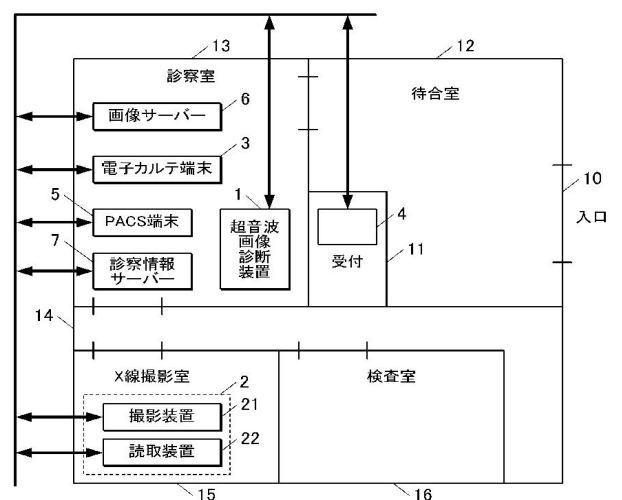 13
12
診察室
待合室
6
画像サーバー
3
電子カルテ端末
10
入口
5
PACS端末
1
超音波
画像
診断
装置
4
受付
11
7
診察情報
サーバー
14
X線撮影室
検査室
2
21
撮影装置
22
読取装置
15
16